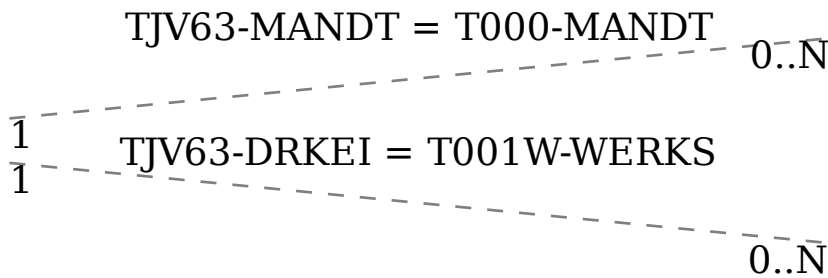 TJV63-MANDT = T000-MANDT
0..N
1
TJV63-DRKEI = T001W-WERKS
1
0..N